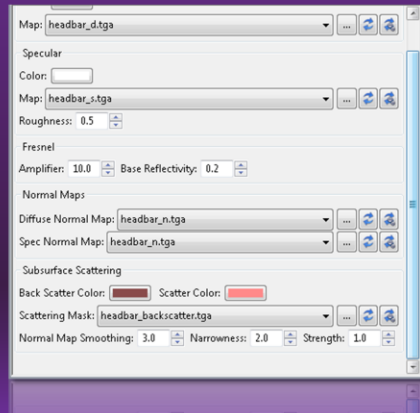 Map: headbar_d.tga ...
Specular
Color:
Map: headbar_s.tga ...
Roughness: 0.5
Fresnel
Amplifier: 10.0 Base Reflectivity: 0.2
Normal Maps
Diffuse Normal Map: headbar_n.tga ...
Spec Normal Map: headbar_n.tga ...
Subsurface Scattering
Back Scatter Color: Scatter Color:
Scattering Mask: headbar_backscatter.tga ...
Normal Map Smoothing: 3.0 Narrowness: 2.0 Strength: 1.0